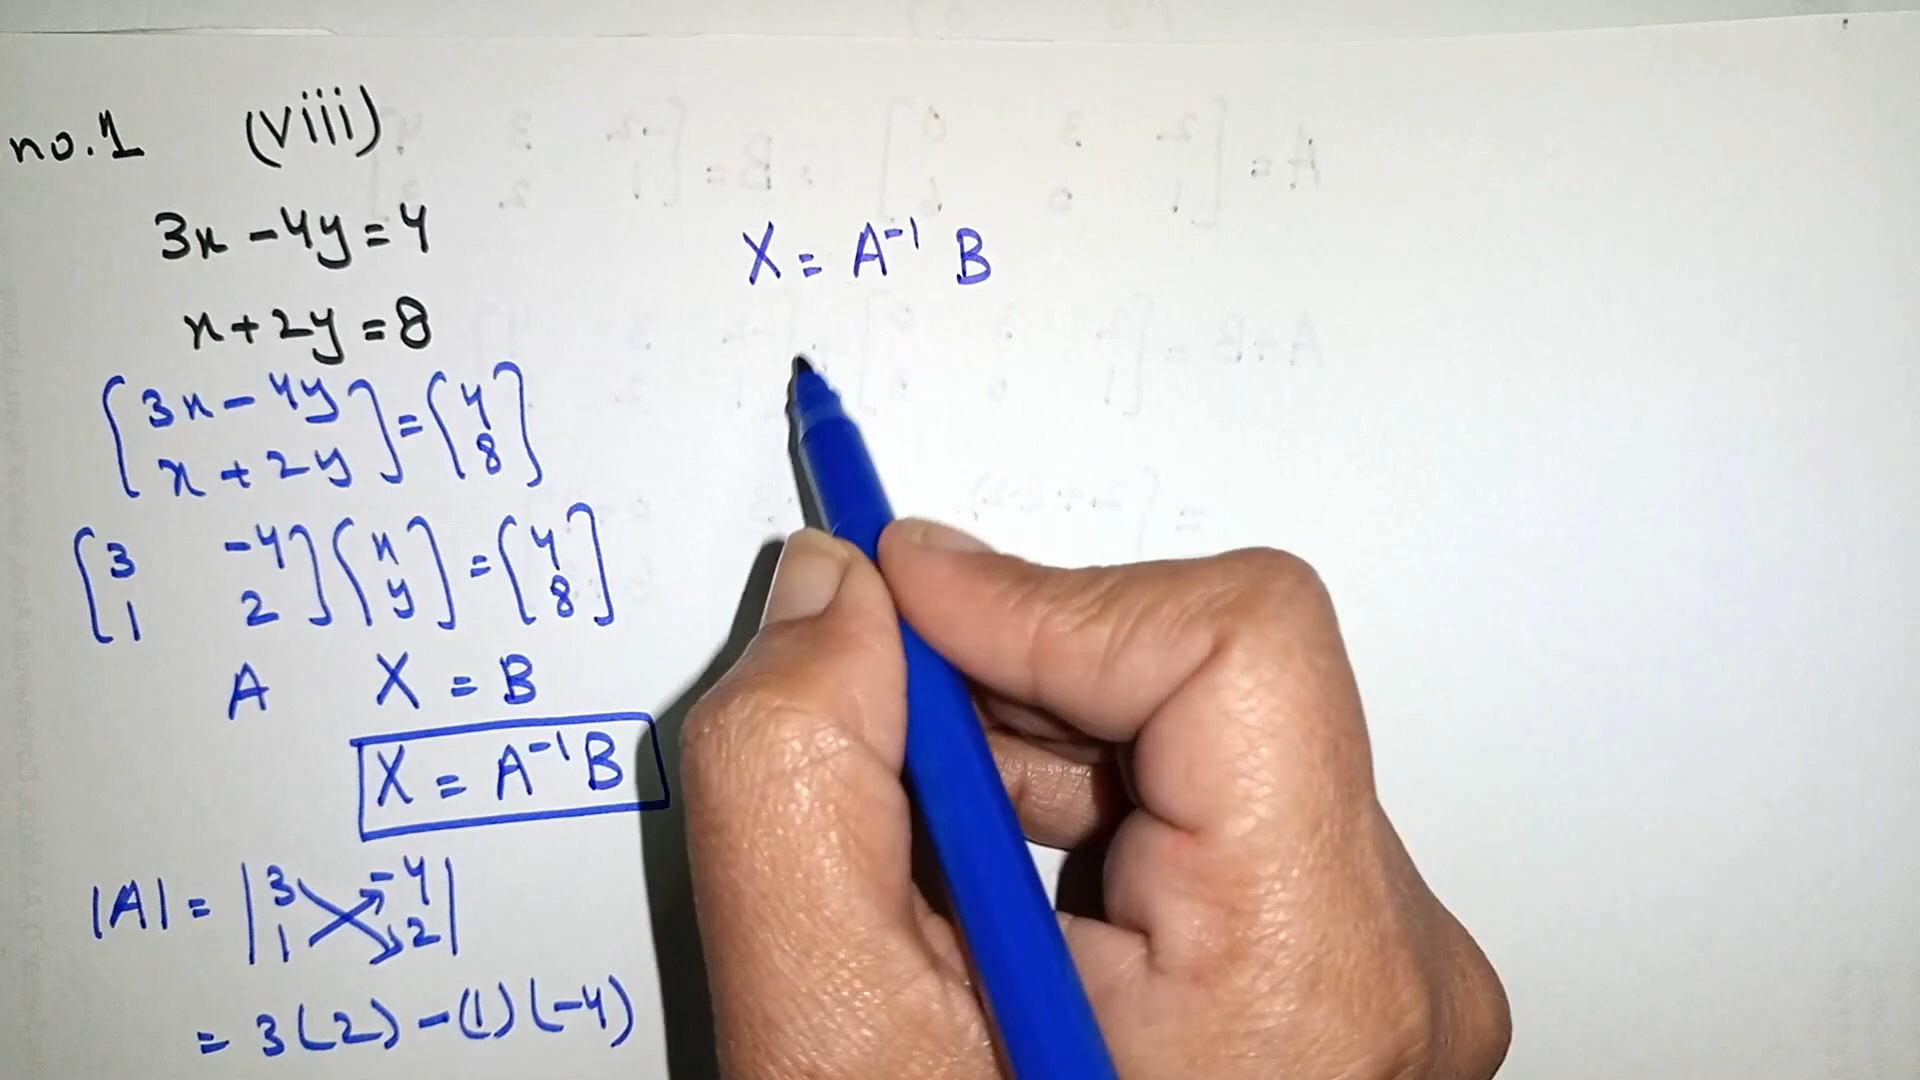 no.1 (viii)
3x - 4y = 4
x + 2y = 8
[3x - 4y
x + 2y] = [4
8]
[3 -4
1 2] [x
y] = [4
8]
A X = B
X = A⁻¹B
|A| = |3 -4
1 2|
= 3(2) - (1)(-4)
X = A⁻¹ B